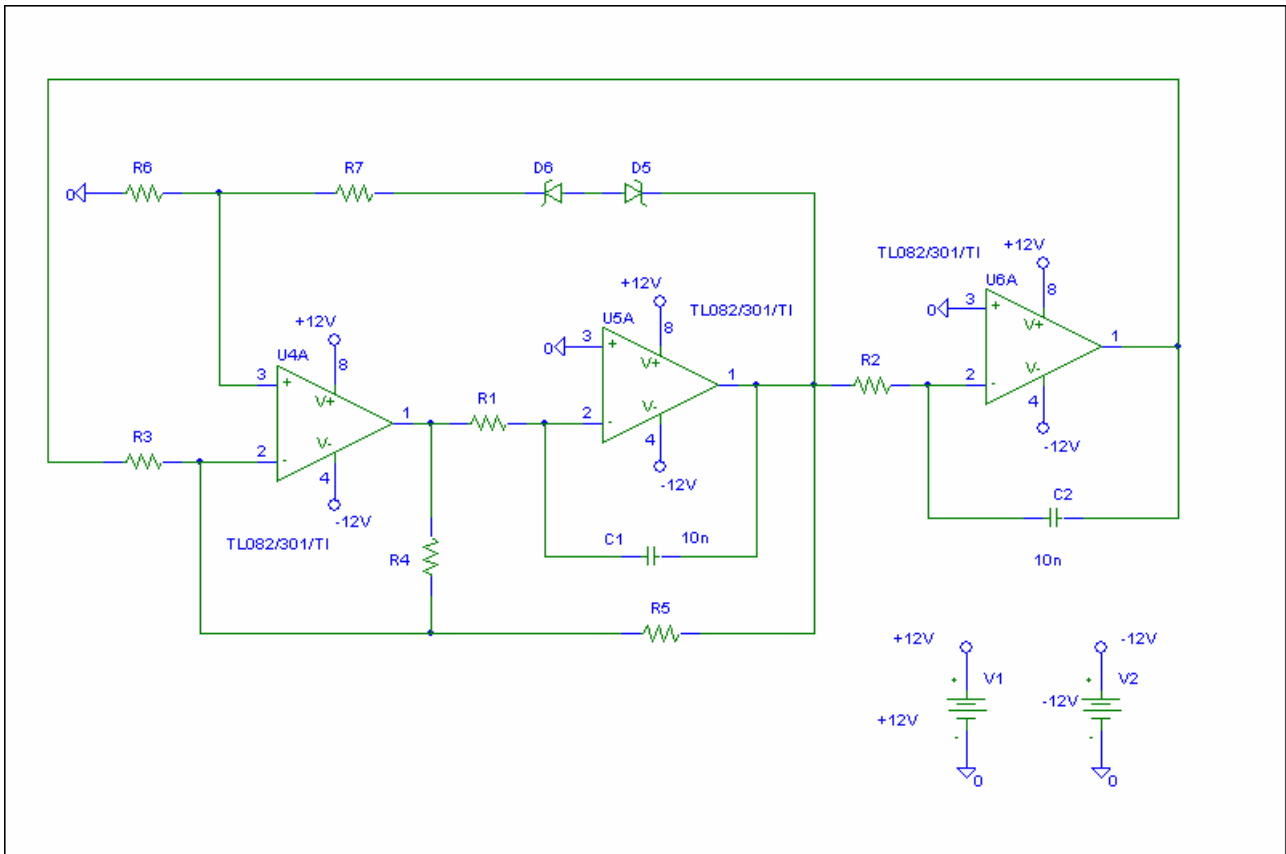 R6
R7
D6
D5
0
+12V
TL082/301/TI
U6A
8
3
+
0
V+
1
V-
2
-
4
-12V
+12V
TL082/301/TI
U5A
8
0
3
+
V+
1
V-
2
-
4
-12V
R2
+12V
U4A
8
3
+
V+
1
V-
2
-
4
-12V
TL082/301/TI
R1
R3
C2
10n
C1
10n
R4
R5
+12V
+
V1
+12V
-
0
-12V
+
V2
-12V
-
0